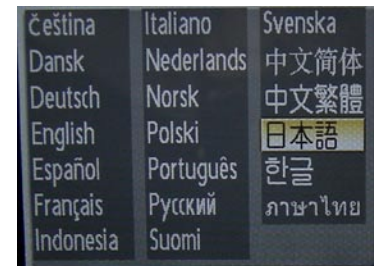 Čeština
Dansk
Deutsch
English
Español
Français
Indonesia
Italiano
Nederlands
Norsk
Polski
Português
Русский
Suomi
Svenska
中文简体
中文繁體
日本語
한글
ภาษาไทย